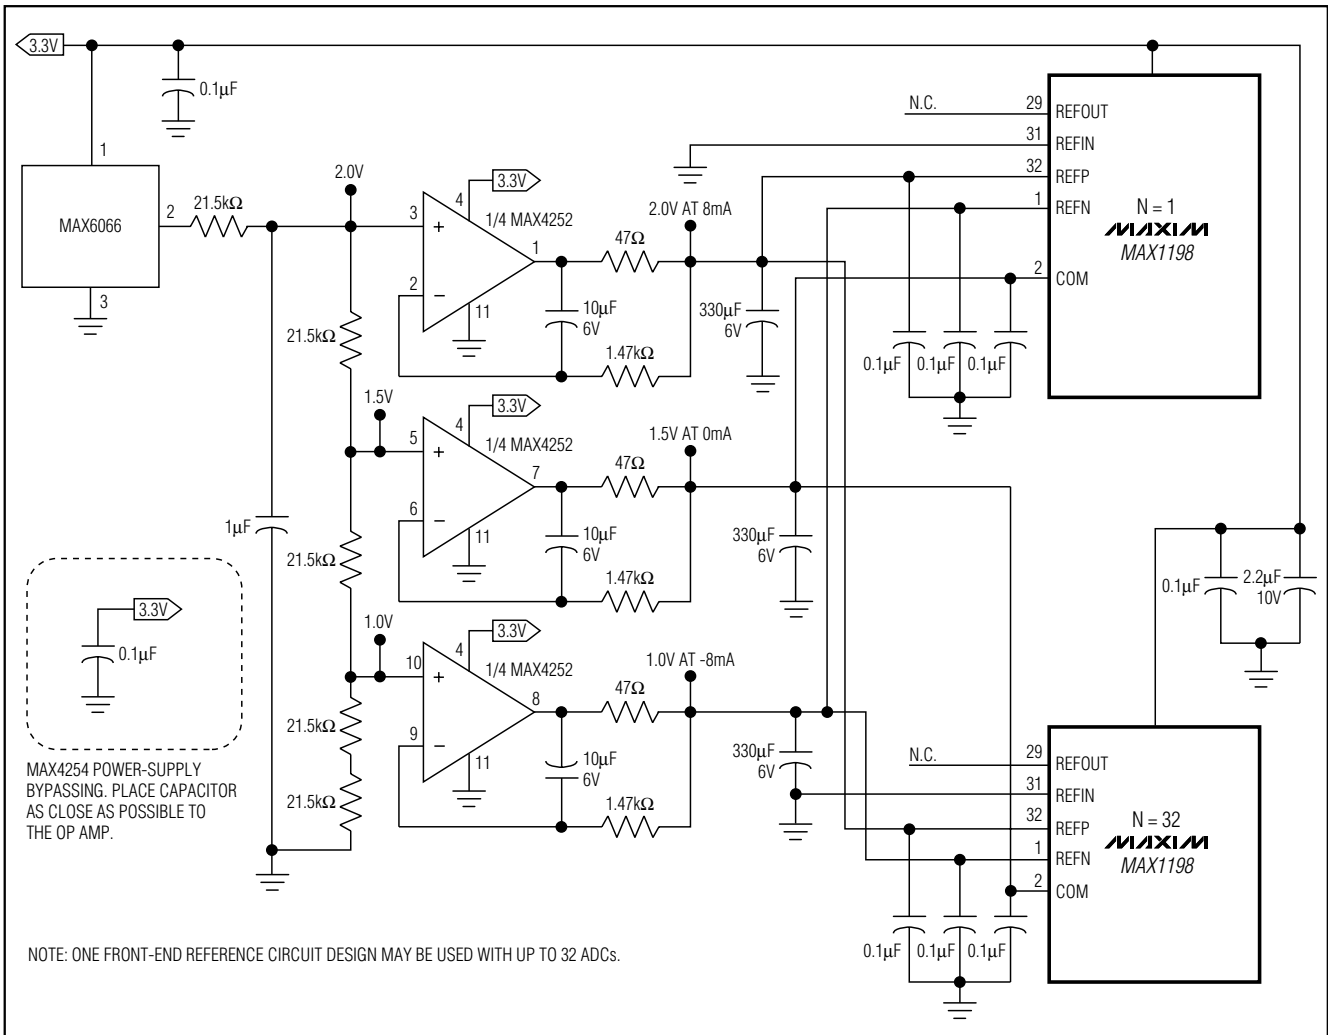 3.3V
0.1µF
N.C.
29 REFOUT
31 REFIN
32 REFP
1 REFN
2 COM
N = 1
MAXIM
MAX1198
1
MAX6066
2
3
21.5kΩ
2.0V
3.3V
4
1/4 MAX4252
3
+
1
2
−
11
47Ω
2.0V AT 8mA
10µF
6V
1.47kΩ
330µF
6V
0.1µF
0.1µF
0.1µF
21.5kΩ
1.5V
3.3V
4
1/4 MAX4252
5
+
7
6
−
11
47Ω
1.5V AT 0mA
10µF
6V
1.47kΩ
330µF
6V
1µF
21.5kΩ
0.1µF
2.2µF
10V
3.3V
0.1µF
MAX4254 POWER-SUPPLY
BYPASSING. PLACE CAPACITOR
AS CLOSE AS POSSIBLE TO
THE OP AMP.
1.0V
3.3V
4
1/4 MAX4252
10
+
8
9
−
11
47Ω
1.0V AT -8mA
10µF
6V
1.47kΩ
330µF
6V
21.5kΩ
21.5kΩ
N.C.
29 REFOUT
31 REFIN
32 REFP
1 REFN
2 COM
N = 32
MAXIM
MAX1198
0.1µF
0.1µF
0.1µF
NOTE: ONE FRONT-END REFERENCE CIRCUIT DESIGN MAY BE USED WITH UP TO 32 ADCs.